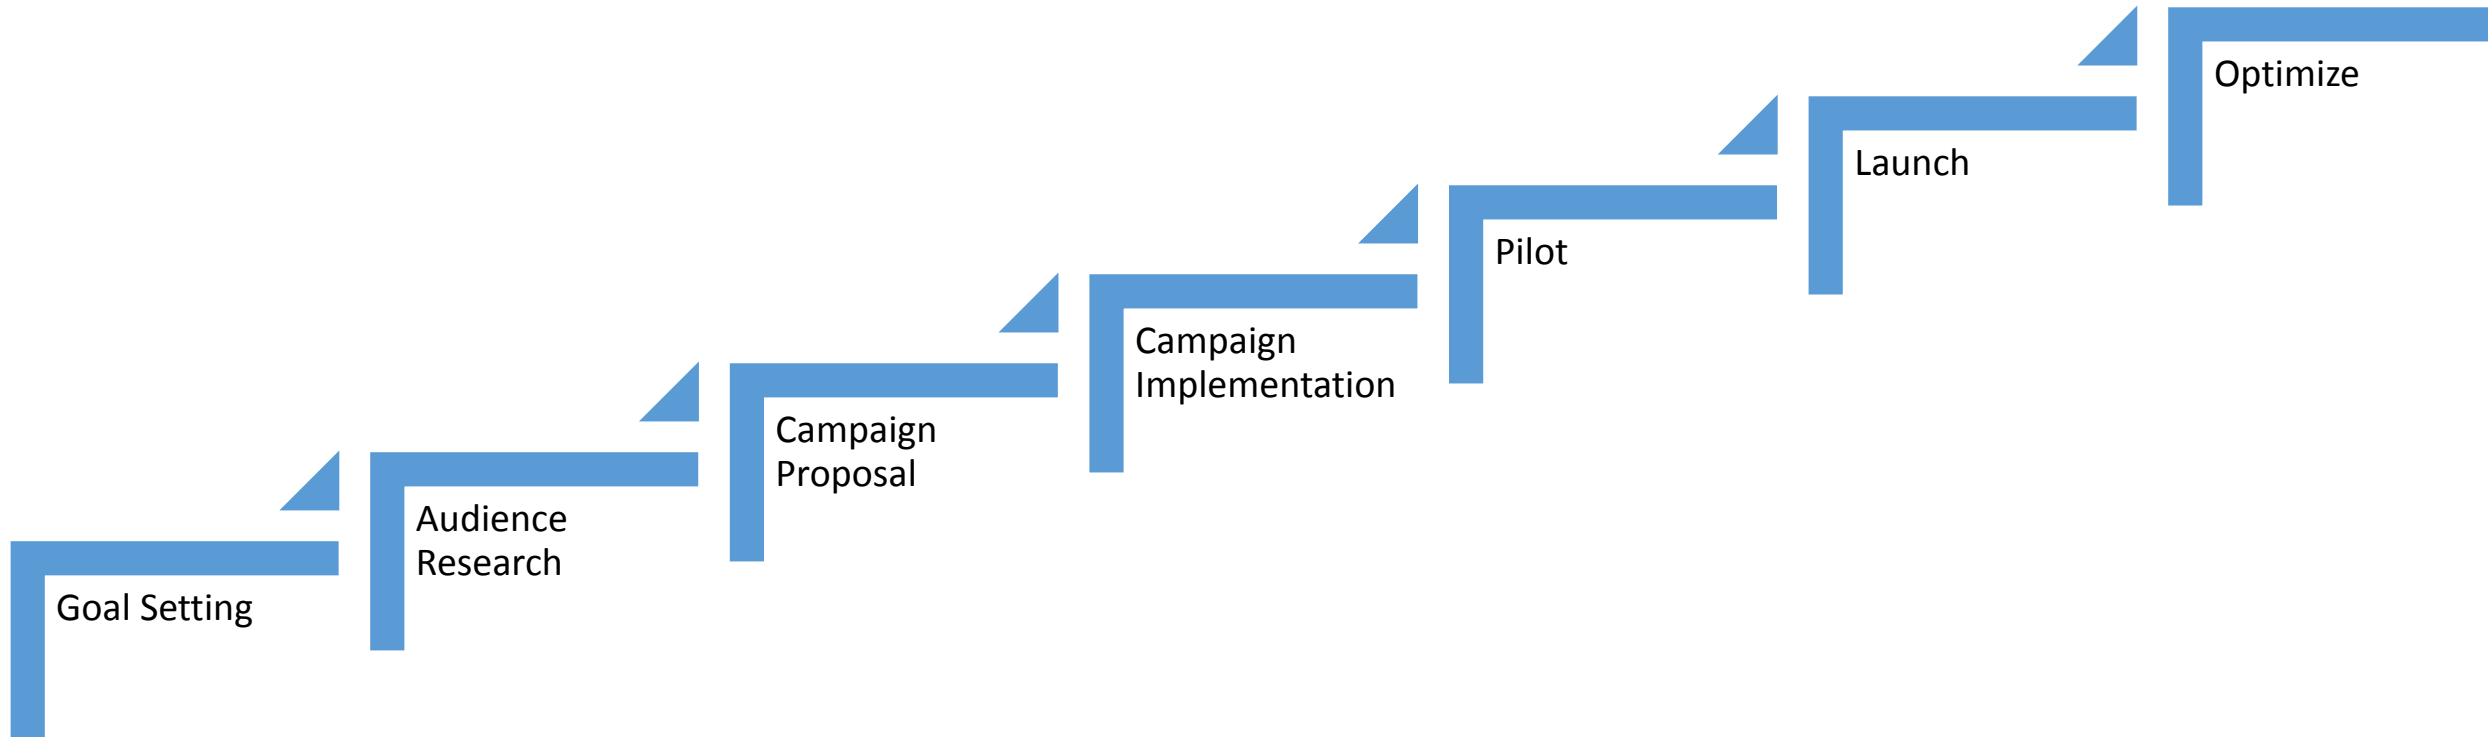 Goal Setting
Audience
Research
Campaign
Proposal
Campaign
Implementation
Pilot
Launch
Optimize